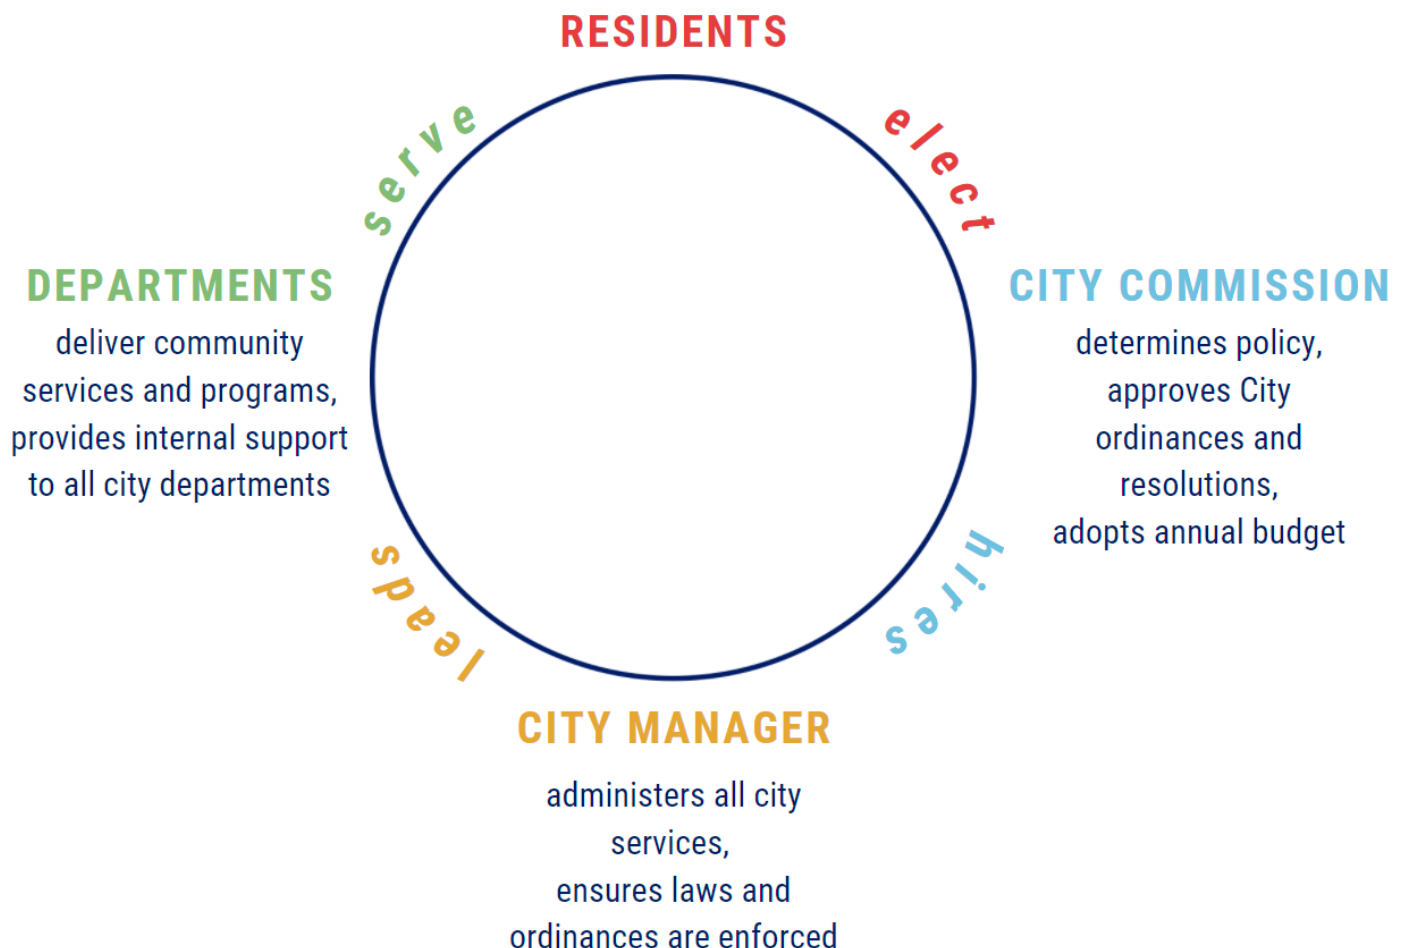 RESIDENTS
elect
CITY COMMISSION
determines policy,
approves City
ordinances and
resolutions,
adopts annual budget
hires
CITY MANAGER
administers all city
services,
ensures laws and
ordinances are enforced
leads
DEPARTMENTS
deliver community
services and programs,
provides internal support
to all city departments
serve